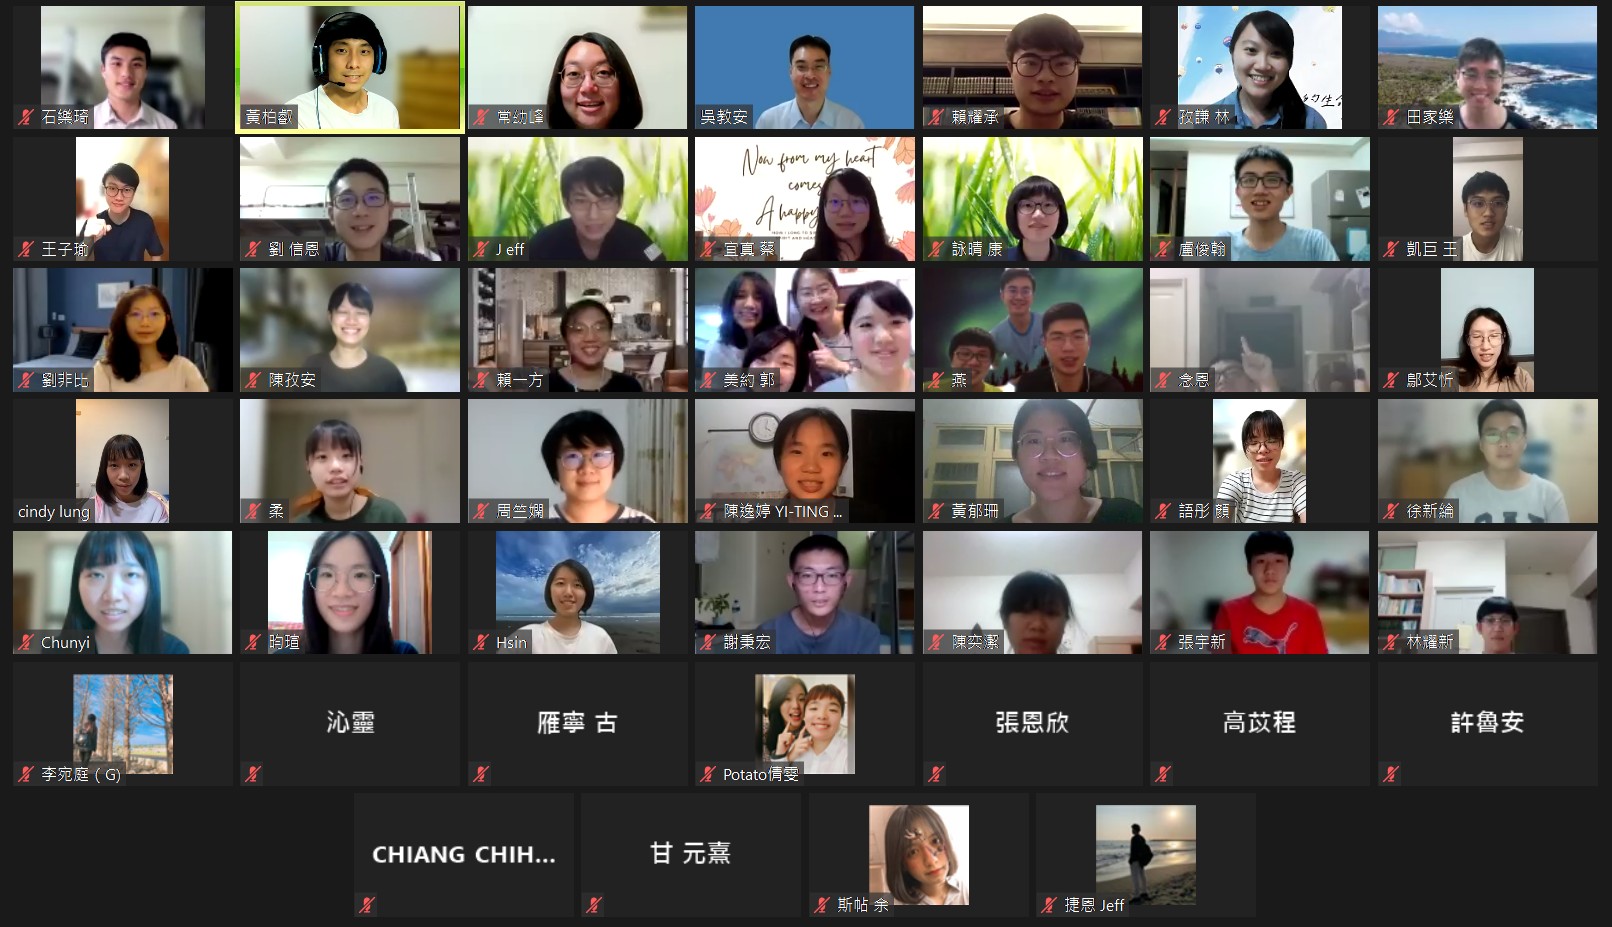 石樂琦
黃柏叡
常幼峰
吳教安
賴耀承
孜謙 林
的生命
田家樂
王子瑜
劉 信恩
J eff
Now from my heart
comes
A happy
宜真 蔡
詠晴 康
盧俊翰
凱巨 王
劉非比
陳孜安
賴一方
美約 郭
燕
念恩
鄔艾忻
cindy lung
柔
周竺嫻
陳逸婷 YI-TING ...
黃郁珊
語彤 顏
徐新綸
Chunyi
昀瑄
Hsin
謝秉宏
陳奕潔
張宇新
林耀新
李宛庭 ( G)
沁靈
雁寧 古
Potato倩雯
張恩欣
高苡程
許魯安
CHIANG CHIH...
甘 元熹
斯帖 余
捷恩 Jeff